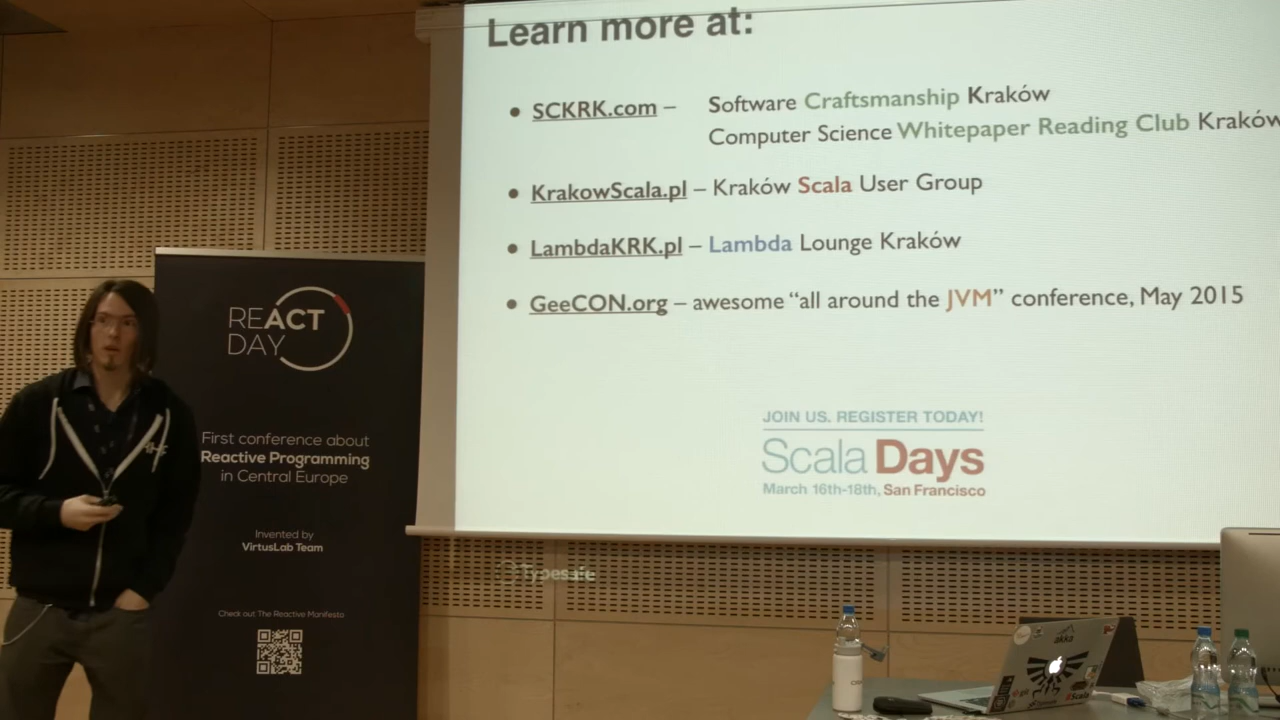 Learn more at:
• SCKRK.com – Software Craftsmanship Kraków
Computer Science Whitepaper Reading Club Kraków
• KrakowScala.pl – Kraków Scala User Group
• LambdaKRK.pl – Lambda Lounge Kraków
• GeeCON.org – awesome “all around the JVM” conference, May 2015
JOIN US. REGISTER TODAY!
Scala Days
March 16th-18th, San Francisco
REACT
DAY
First conference about
Reactive Programming
in Central Europe
Invented by
VirtusLab Team
Check out The Reactive Manifesto
Typesafe
akka
Scala